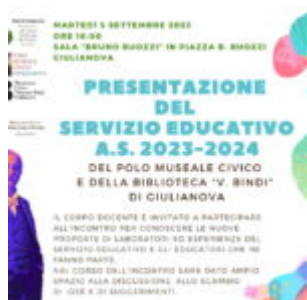 MARTEDÌ 5 SETTEMBRE 2023
ORE 10:00
SALA "BRUNO BUOZZI" IN PIAZZA B. BUOZZI
GIULIANOVA
PRESENTAZIONE
DEL
SERVIZIO EDUCATIVO
A.S. 2023-2024
DEL POLO MUSEALE CIVICO
E DELLA BIBLIOTECA "V. BINDI"
DI GIULIANOVA
IL CORPO DOCENTE È INVITATO A PARTECIPARE
ALL'INCONTRO PER CONOSCERE LE NUOVE
PROPOSTE DI LABORATORI ED ESPERIENZE DEL
SERVIZIO EDUCATIVO E GLI EDUCATORI CHE NE
FANNO PARTE.
NEL CORSO DELL'INCONTRO SARÀ DATO AMPIO
SPAZIO ALLA DISCUSSIONE, ALLO SCAMBIO
DI IDEE E DI SUGGERIMENTI.